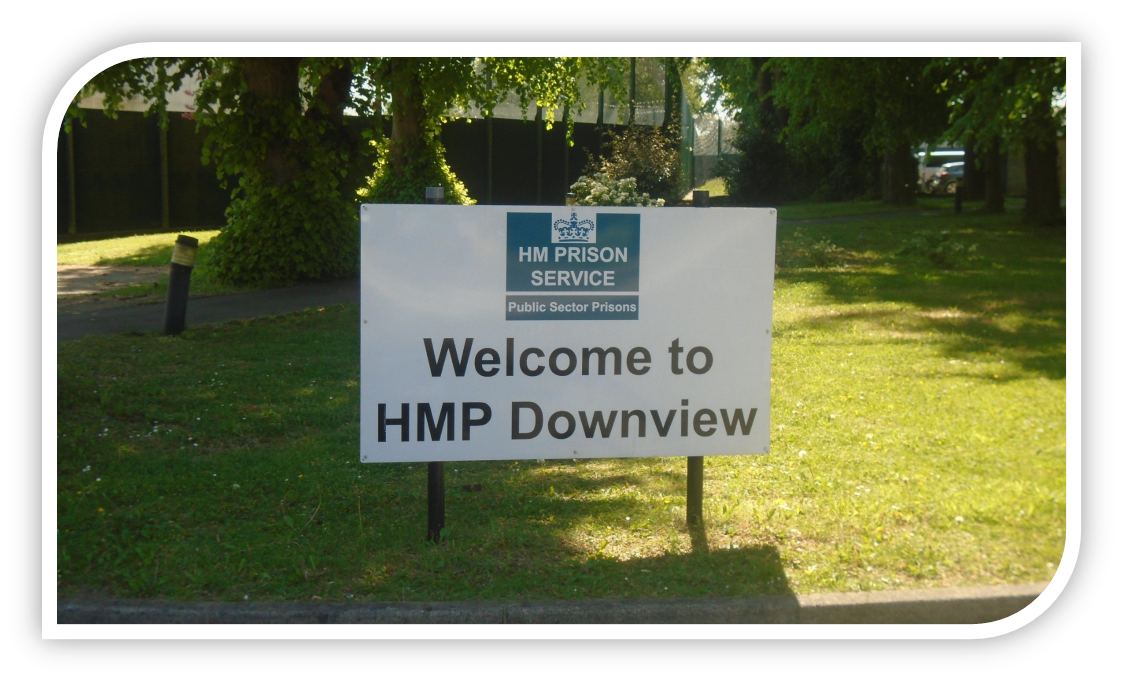 HM PRISON
SERVICE
Public Sector Prisons
Welcome to
HMP Downview